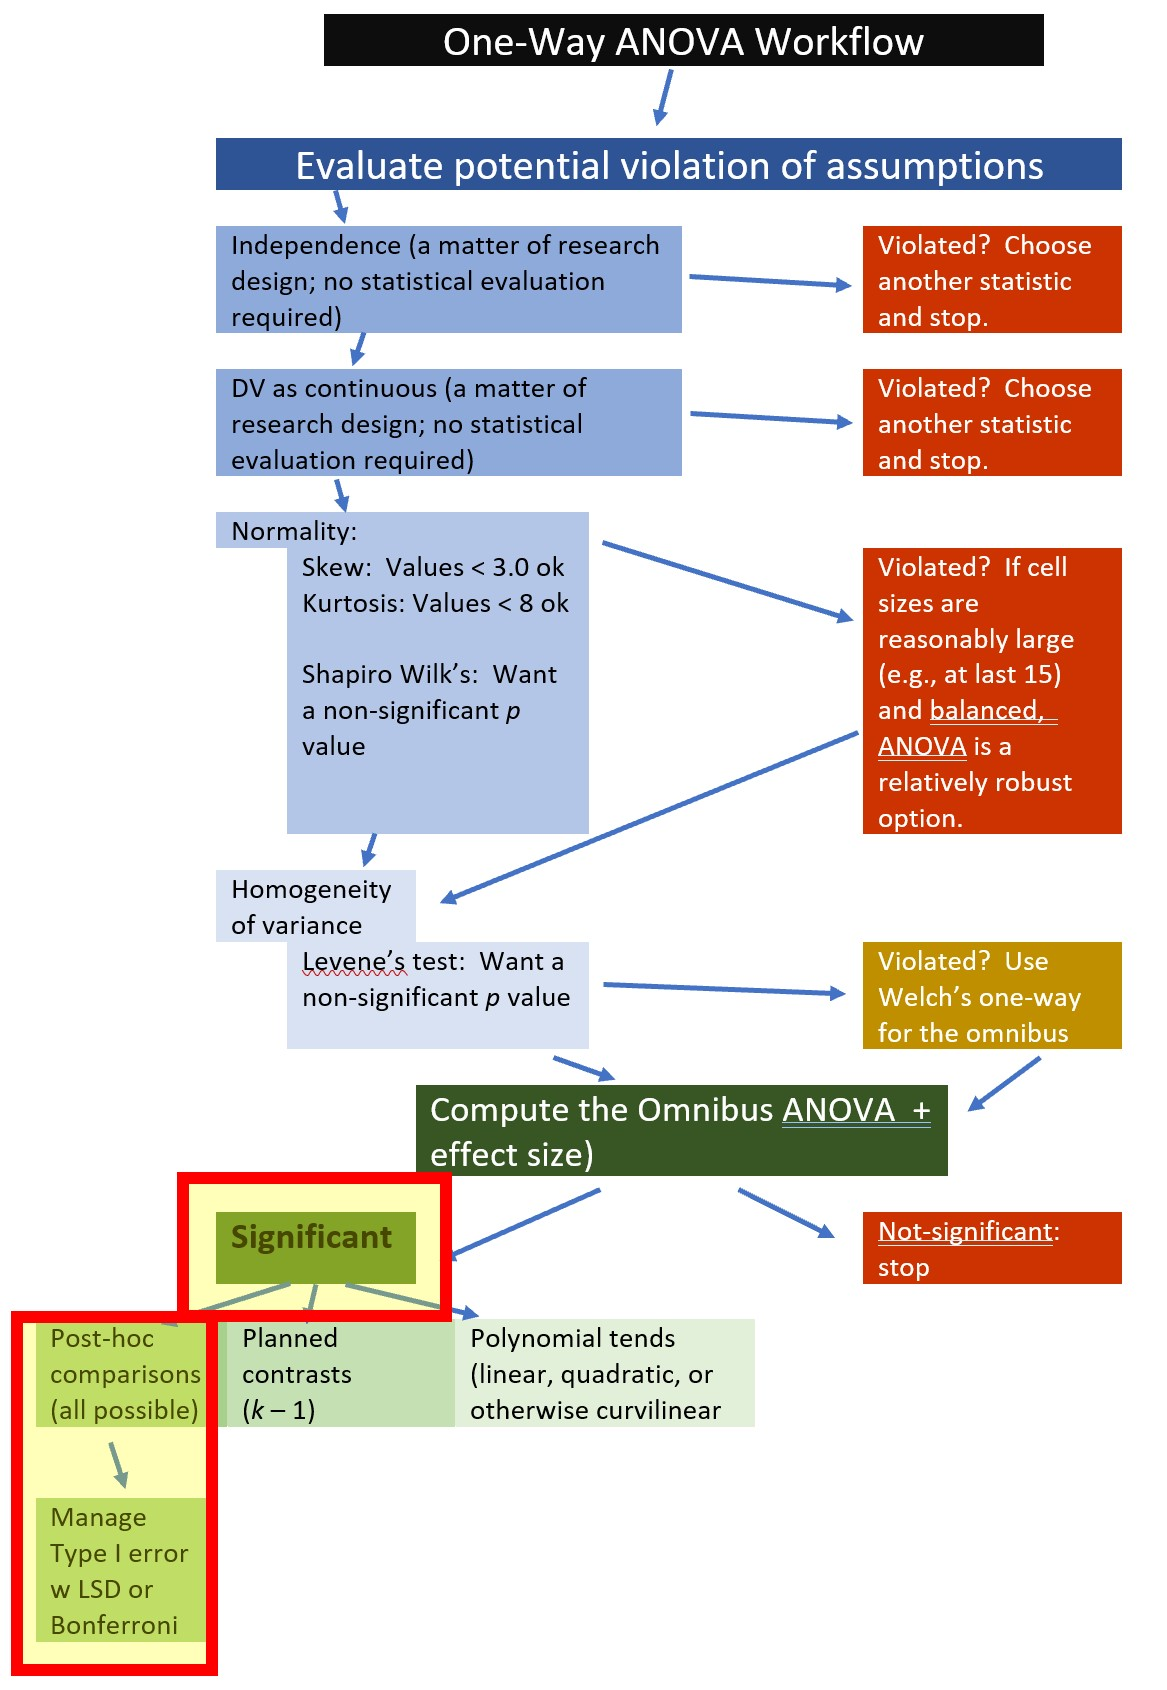 One-Way ANOVA Workflow
Evaluate potential violation of assumptions
Independence (a matter of research
design; no statistical evaluation
required)
Violated?  Choose
another statistic
and stop.
DV as continuous (a matter of
research design; no statistical
evaluation required)
Violated?  Choose
another statistic
and stop.
Normality:
Skew:  Values < 3.0 ok
Kurtosis: Values < 8 ok
Shapiro Wilk’s:  Want
a non-significant p
value
Violated?  If cell
sizes are
reasonably large
(e.g., at last 15)
and balanced,
ANOVA is a
relatively robust
option.
Homogeneity
of variance
Levene’s test:  Want a
non-significant p value
Violated?  Use
Welch’s one-way
for the omnibus
Compute the Omnibus ANOVA  +
effect size)
Significant
Not-significant:
stop
Post-hoc
comparisons
(all possible)
Planned
contrasts
(k – 1)
Polynomial tends
(linear, quadratic, or
otherwise curvilinear
Manage
Type I error
w LSD or
Bonferroni